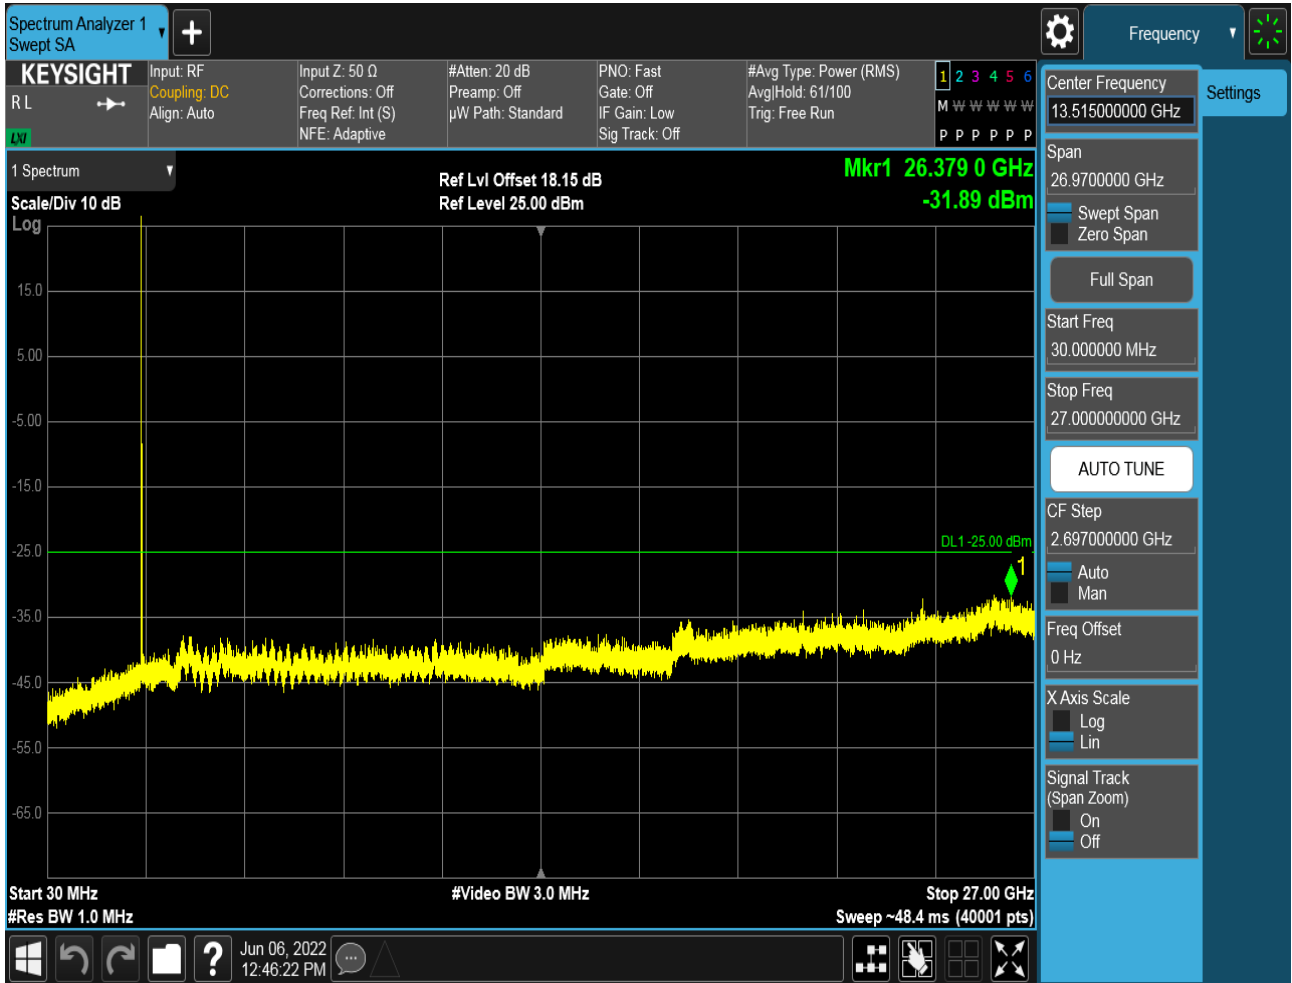 Spectrum Analyzer 1
Swept SA
Frequency
KEYSIGHT
R L
LXI
Input: RF
Coupling: DC
Align: Auto
Input Z: 50 Ω
Corrections: Off
Freq Ref: Int (S)
NFE: Adaptive
#Atten: 20 dB
Preamp: Off
µW Path: Standard
PNO: Fast
Gate: Off
IF Gain: Low
Sig Track: Off
#Avg Type: Power (RMS)
Avg|Hold: 61/100
Trig: Free Run
1 2 3 4 5 6
M W W W W W
P P P P P P
1 Spectrum
Scale/Div 10 dB
Log
Ref Lvl Offset 18.15 dB
Ref Level 25.00 dBm
Mkr1 26.379 0 GHz
-31.89 dBm
15.0
5.00
-5.00
-15.0
-25.0
-35.0
-45.0
-55.0
-65.0
DL1 -25.00 dBm
1
Start 30 MHz
#Res BW 1.0 MHz
#Video BW 3.0 MHz
Stop 27.00 GHz
Sweep ~48.4 ms (40001 pts)
Center Frequency
13.515000000 GHz
Settings
Span
26.9700000 GHz
Swept Span
Zero Span
Full Span
Start Freq
30.000000 MHz
Stop Freq
27.000000000 GHz
AUTO TUNE
CF Step
2.697000000 GHz
Auto
Man
Freq Offset
0 Hz
X Axis Scale
Log
Lin
Signal Track
(Span Zoom)
On
Off
?
Jun 06, 2022
12:46:22 PM